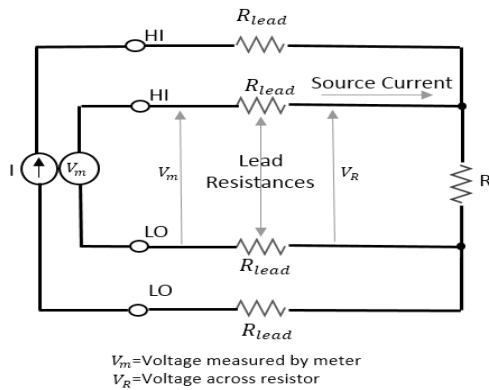 HI
R_lead
HI
R_lead
Source Current
I
V_m
V_m
Lead
Resistances
V_R
R
LO
R_lead
LO
R_lead
V_m=Voltage measured by meter
V_R=Voltage across resistor